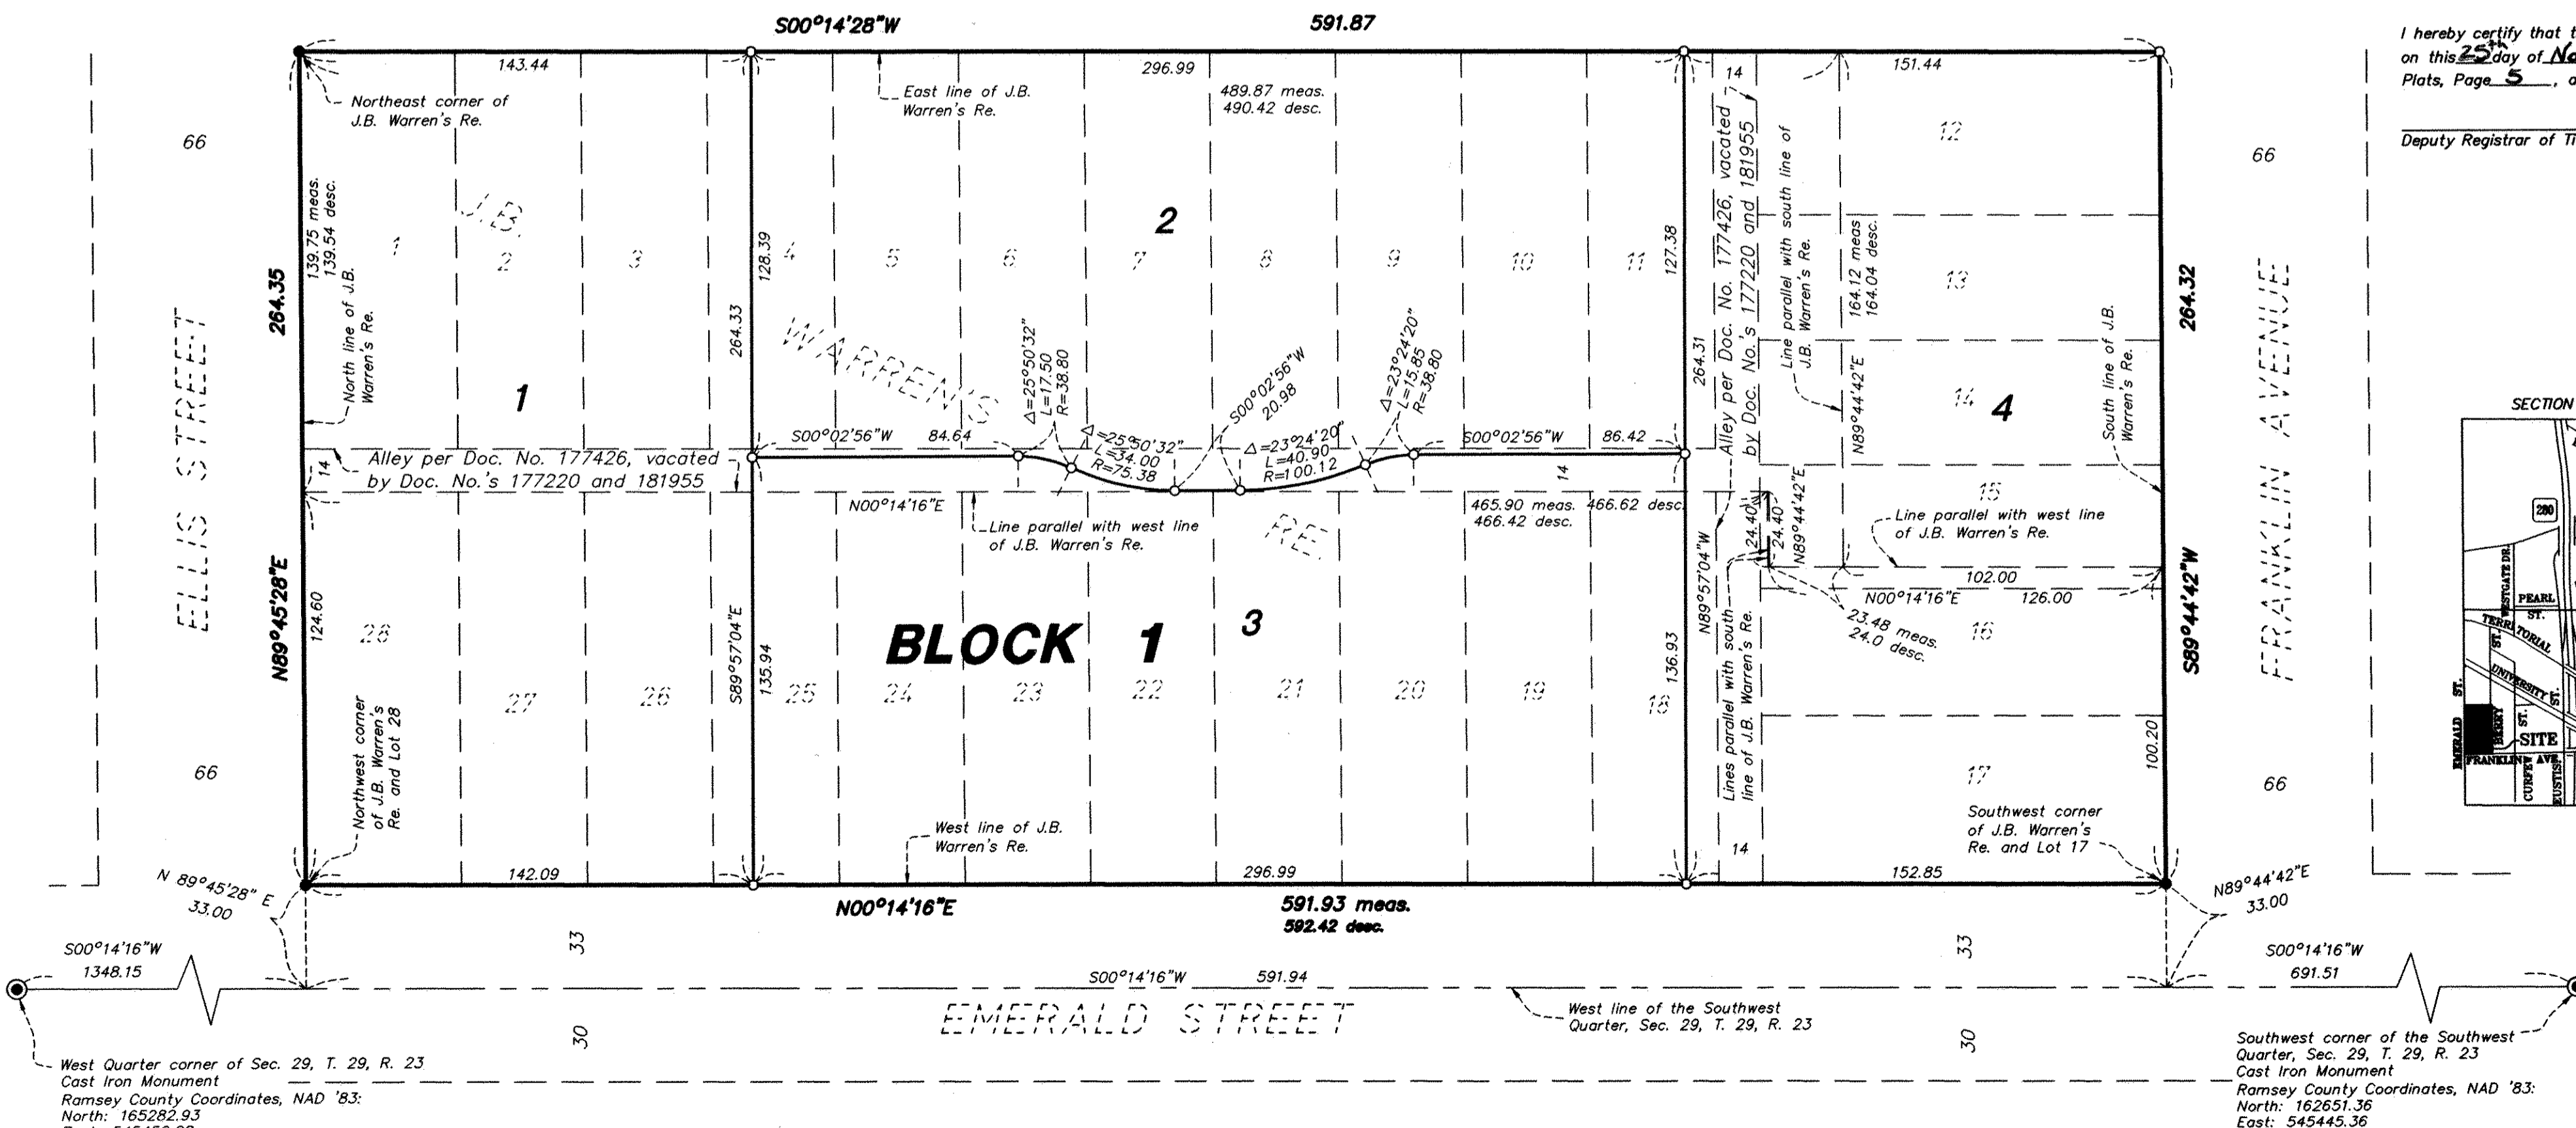 S00°14'28"W
591.87
143.44
296.99
151.44
489.87 meas.
490.42 desc.
Northeast corner of
J.B. Warren's Re.
East line of J.B.
Warren's Re.
14
I hereby certify that t
on this 25th day of No
Plats, Page 5 , a
Deputy Registrar of Ti
66
66
139.75 meas.
139.54 desc.
264.35
North line of J.B.
Warren's Re.
J.B.
WARREN'S
RE.
1
2
3
4
5
6
7
8
9
10
11
12
13
14
15
16
17
18
19
20
21
22
23
24
25
26
27
28
1
2
3
4
BLOCK 1
128.39
264.33
127.38
264.31
Alley per Doc. No. 177426, vacated
by Doc. No.'s 177220 and 181955
Line parallel with south line of
J.B. Warren's Re.
164.12 meas
164.04 desc.
N89°44'42"E
South line of J.B.
Warren's Re.
264.32
FRANKLIN AVENUE
ELLIS STREET
Δ=25°50'32"
L=17.50
R=38.80
S00°02'56"W
20.98
Δ=23°24'20"
L=15.85
R=38.80
S00°02'56"W 84.64
Δ=25°50'32"
L=34.00
R=75.38
Δ=23°24'20"
L=40.90
R=100.12
S00°02'56"W 86.42
14
14
Alley per Doc. No. 177426, vacated
by Doc. No.'s 177220 and 181955
N00°14'16"E
Line parallel with west line
of J.B. Warren's Re.
465.90 meas. 466.62 desc.
466.42 desc.
24.40
24.40
N89°44'42"E
Line parallel with west line
of J.B. Warren's Re.
102.00
N00°14'16"E 126.00
23.48 meas.
24.0 desc.
N89°57'04"W
Lines parallel with south
line of J.B. Warren's Re.
N89°45'28"E
124.60
S89°57'04"E
135.94
136.93
S89°44'42"W
100.20
Northwest corner
of J.B. Warren's
Re. and Lot 28
West line of J.B.
Warren's Re.
Southwest corner
of J.B. Warren's
Re. and Lot 17
66
66
14
142.09
296.99
152.85
N00°14'16"E
591.93 meas.
592.42 desc.
N 89°45'28" E
33.00
N89°44'42"E
33.00
S00°14'16"W
1348.15
33
33
S00°14'16"W 591.94
S00°14'16"W
691.51
EMERALD STREET
30
30
West line of the Southwest
Quarter, Sec. 29, T. 29, R. 23
West Quarter corner of Sec. 29, T. 29, R. 23
Cast Iron Monument
Ramsey County Coordinates, NAD '83:
North: 165282.93
Southwest corner of the Southwest
Quarter, Sec. 29, T. 29, R. 23
Cast Iron Monument
Ramsey County Coordinates, NAD '83:
North: 162651.36
East: 545445.36
SECTION
280
WESTGATE DR.
PEARL
ST.
TERRITORIAL
ST.
UNIVERSITY
EMERALD ST.
BERRY
ST.
ST.
SITE
FRANKLIN AVE
CURFEW
EUSTIS